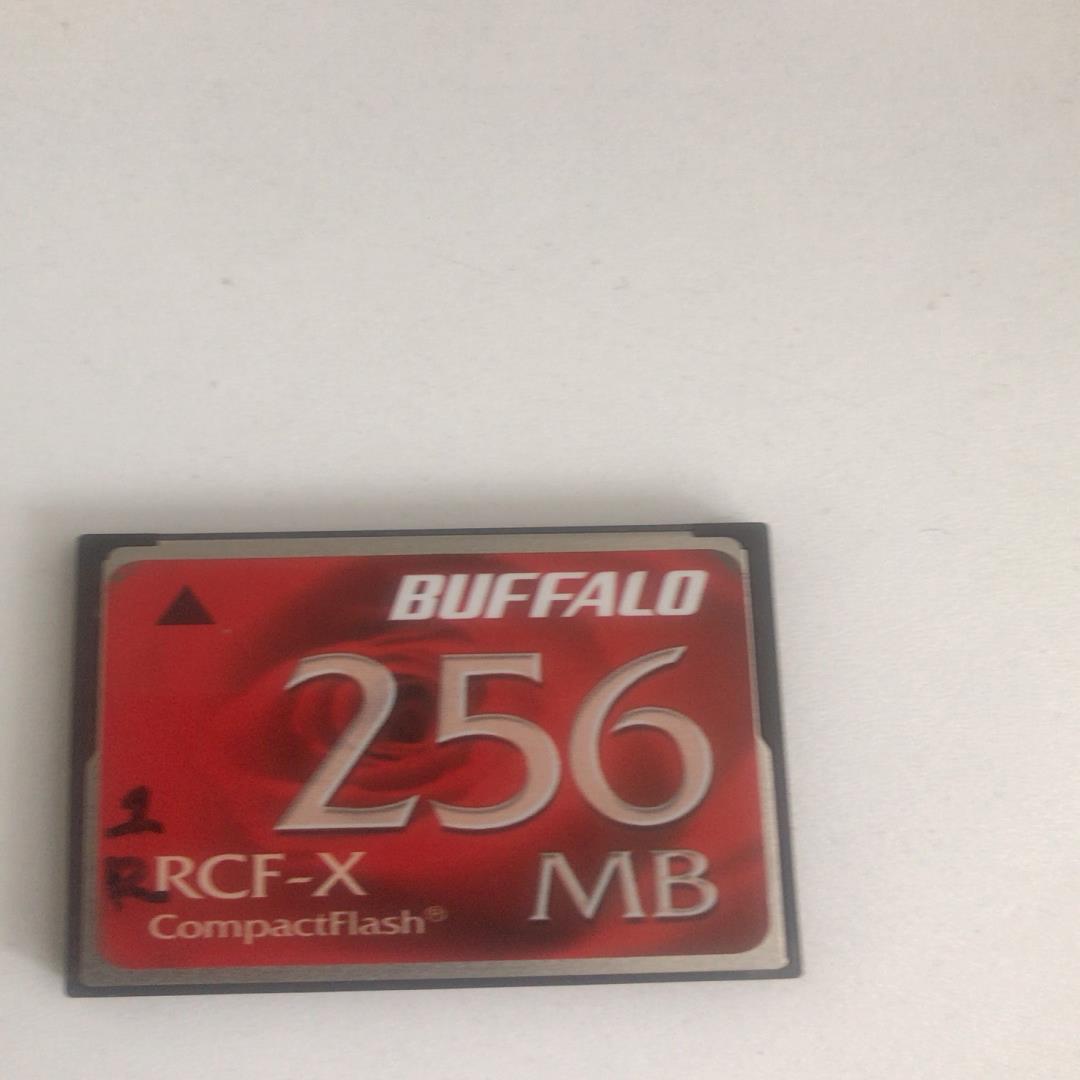 BUFFALO
256
MB
1
R
RCF-X
CompactFlash®